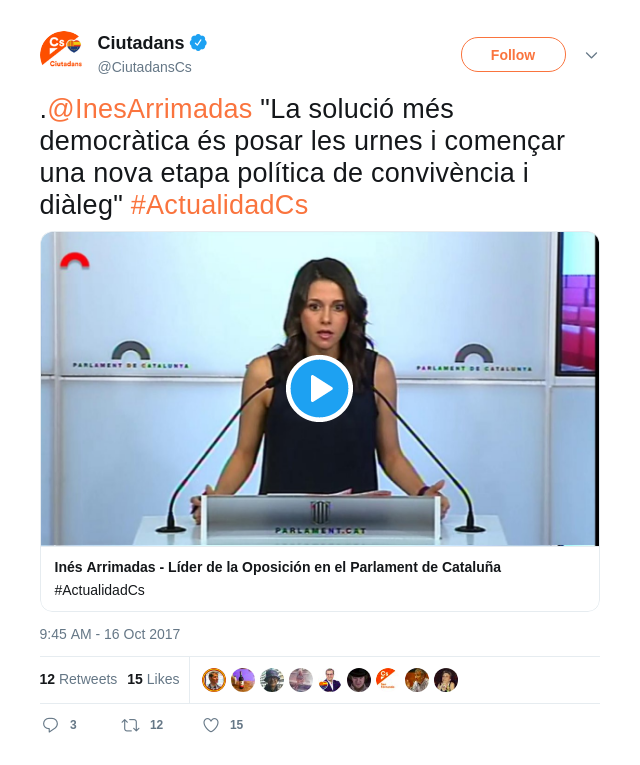 Cs
Ciutadans
Ciutadans
@CiutadansCs
Follow
.@InesArrimadas "La solució més
democràtica és posar les urnes i començar
una nova etapa política de convivència i
diàleg" #ActualidadCs
PARLAMENT DE CATALUNYA
PARLAMENT DE CATALUNYA
PARLAMENT.CAT
Inés Arrimadas - Líder de la Oposición en el Parlament de Cataluña
#ActualidadCs
9:45 AM - 16 Oct 2017
12 Retweets 15 Likes
3 12 15